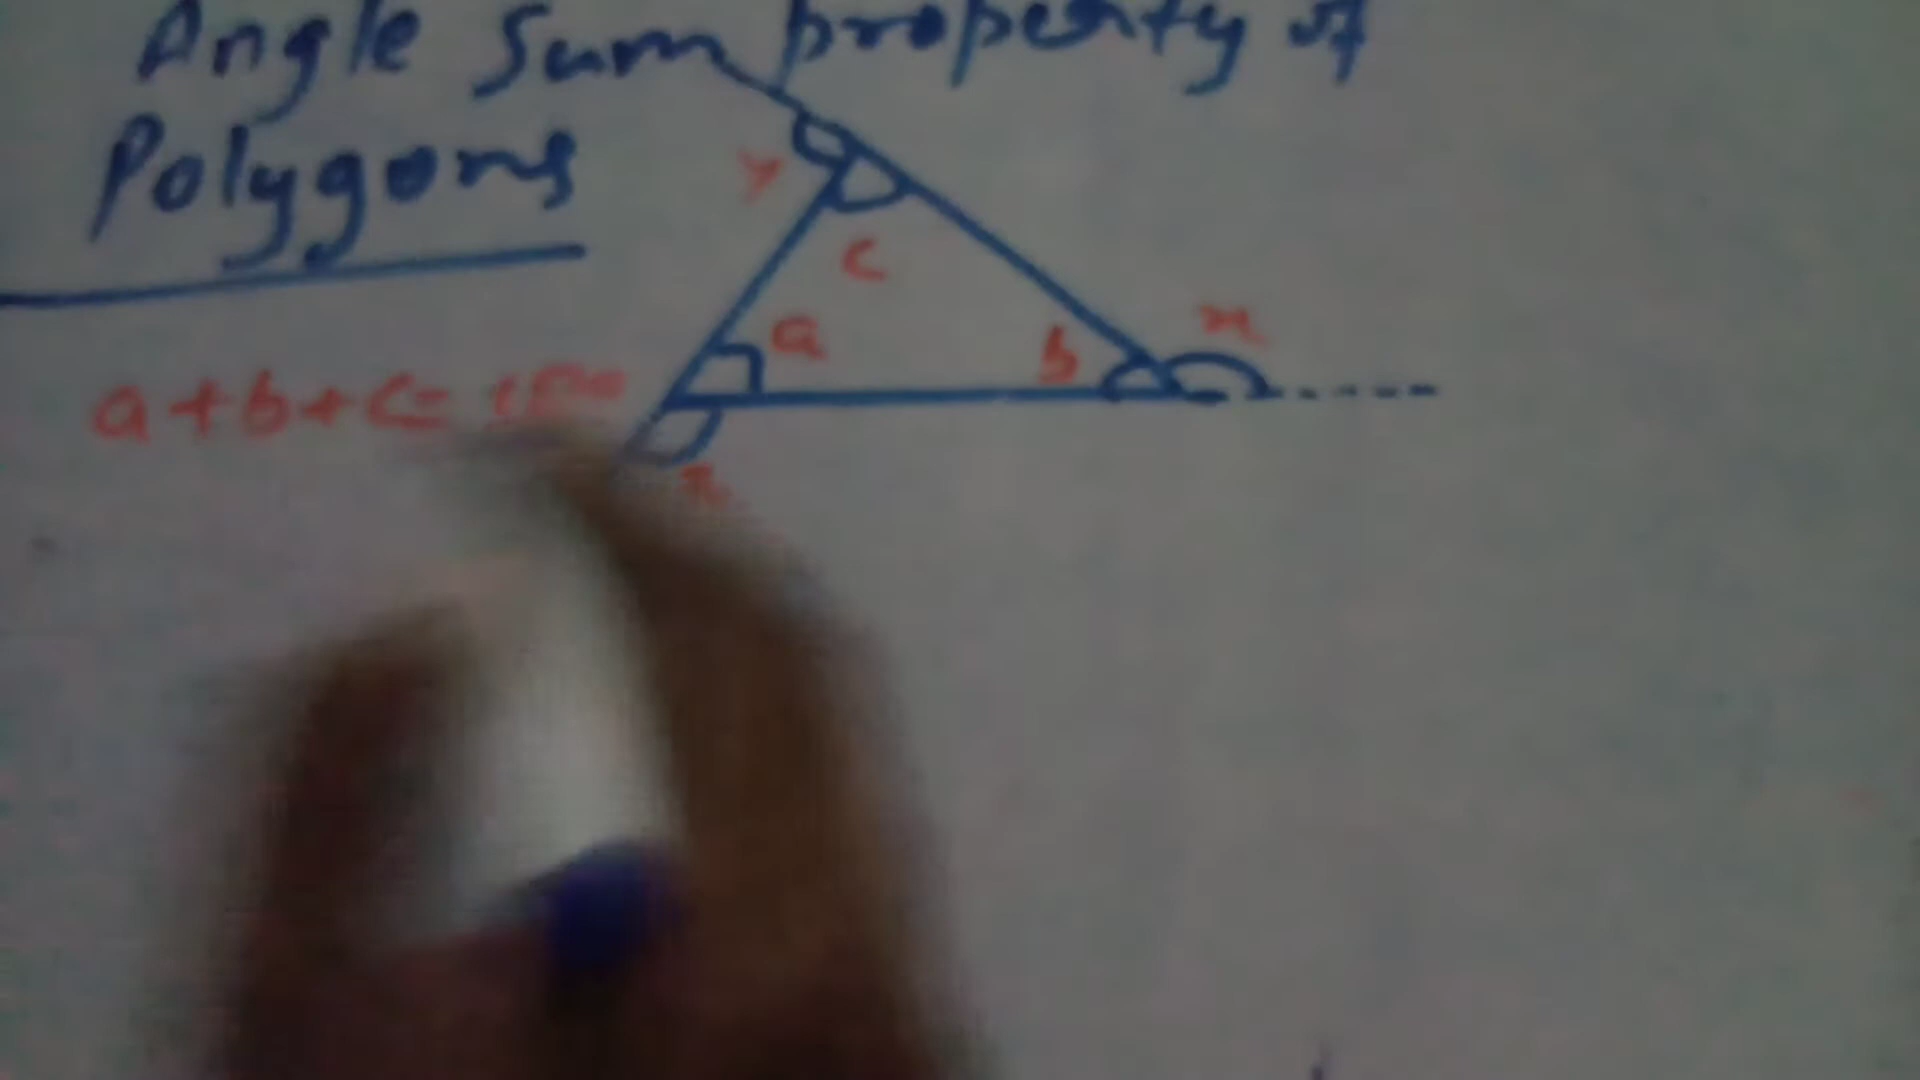 Angle Sum property of
Polygons
y
c
a
b
x
a+b+c= 180
z